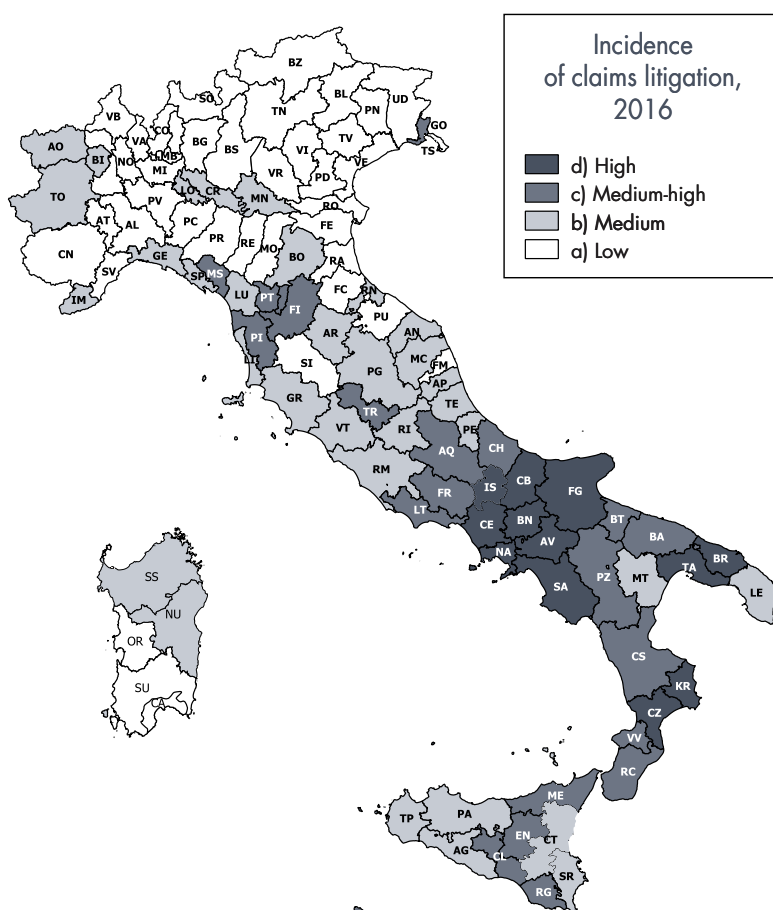 Incidence
of claims litigation,
2016
d) High
c) Medium-high
b) Medium
a) Low
BZ
SO
TN
BL
UD
PN
VB
CO
VA
BG
BS
VI
TV
GO
TS
AO
BI
NO
MB
MI
VR
PD
VE
TO
PV
LO
CR
MN
RO
AT
AL
PC
PR
RE
MO
FE
CN
SV
GE
SP
MS
BO
RA
IM
LU
PT
FI
FC
RN
PI
AR
PU
AN
LI
SI
PG
MC
FM
AP
GR
TR
TE
VT
RI
PE
AQ
CH
RM
FR
IS
CB
FG
LT
CE
BN
BT
NA
AV
BA
BR
SA
PZ
MT
TA
LE
SS
NU
OR
SU
CA
CS
KR
CZ
VV
RC
ME
TP
PA
EN
CT
AG
CL
SR
RG